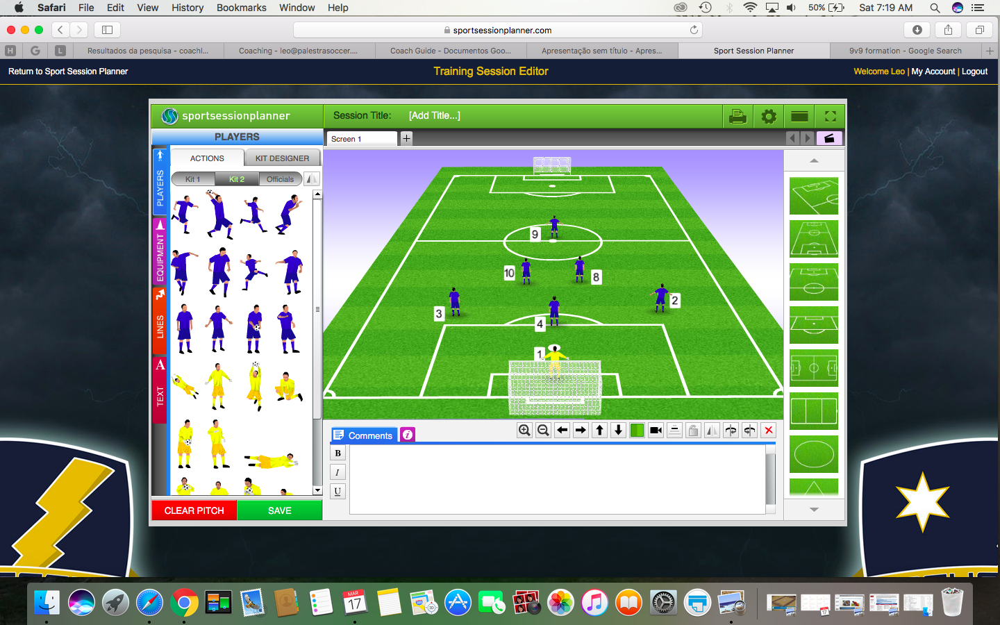 Safari File Edit View History Bookmarks Window Help 50% Sat 7:19 AM
sportsessionplanner.com
H G L Resultados da pesquisa - coachl... Coaching - leo@palestrasoccer.... Coach Guide - Documentos Goo... Apresentação sem título - Apres... Sport Session Planner 9v9 formation - Google Search
Return to Sport Session Planner Training Session Editor Welcome Leo | My Account | Logout
sportsessionplanner Session Title: [Add Title...]
PLAYERS Screen 1
ACTIONS KIT DESIGNER
Kit 1 Kit 2 Officials
PLAYERS
EQUIPMENT
LINES
A TEXT
9
10
8
3
2
4
1
Comments
B
I
U
CLEAR PITCH SAVE
MAR
17